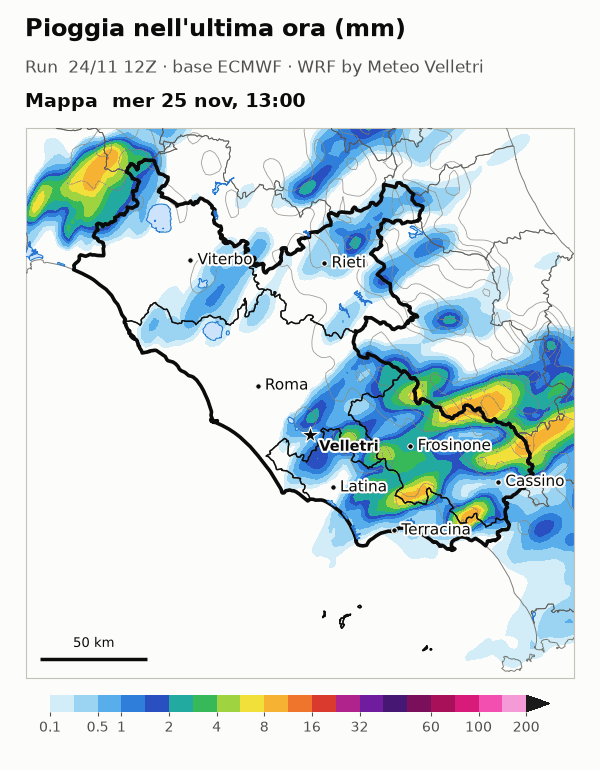 Pioggia nell'ultima ora (mm)
Run 24/11 12Z · base ECMWF · WRF by Meteo Velletri
Mappa mer 25 nov, 13:00
Viterbo
Rieti
Roma
Velletri
Frosinone
Latina
Cassino
Terracina
50 km
0.1 0.5 1 2 4 8 16 32 60 100 200